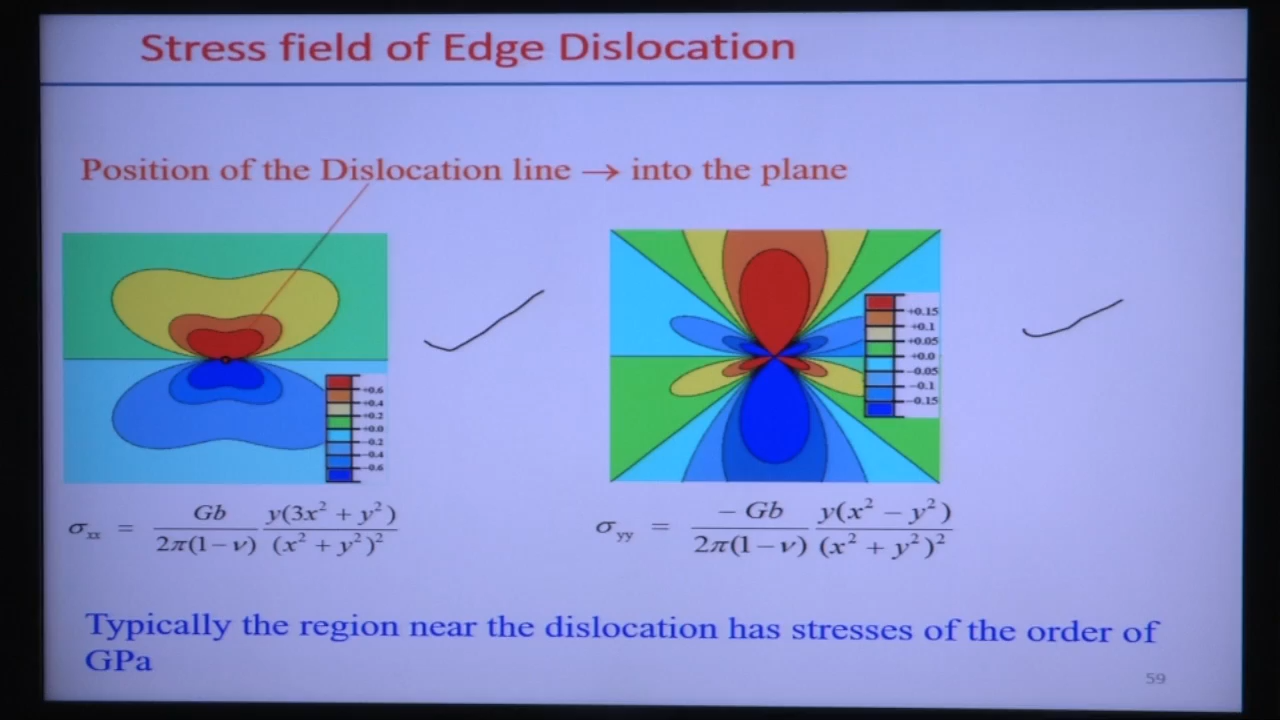 Stress field of Edge Dislocation
Position of the Dislocation line → into the plane
+0.6
+0.4
+0.2
+0.0
-0.2
-0.4
-0.6
+0.15
+0.1
+0.05
+0.0
-0.05
-0.1
-0.15
σxx = Gb / 2π(1−ν) y(3x² + y²) / (x² + y²)²
σyy = − Gb / 2π(1−ν) y(x² − y²) / (x² + y²)²
Typically the region near the dislocation has stresses of the order of
GPa
59